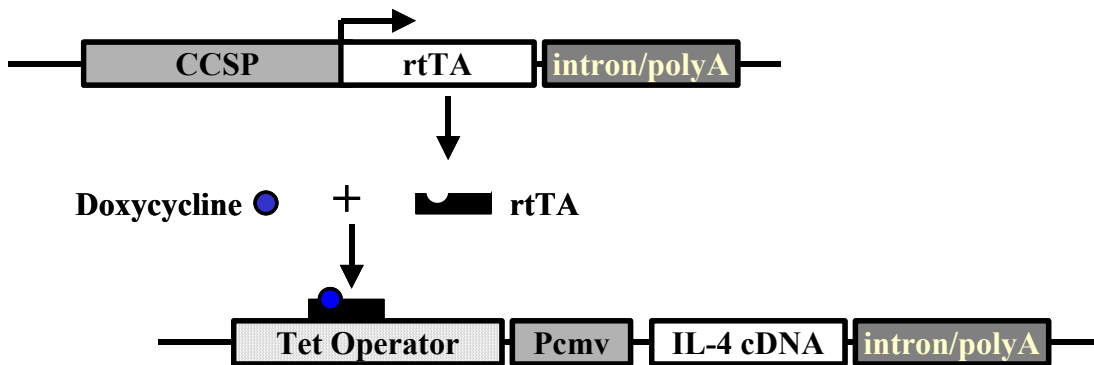 CCSP rtTA intron/polyA
Doxycycline + rtTA
Tet Operator Pcmv IL-4 cDNA intron/polyA